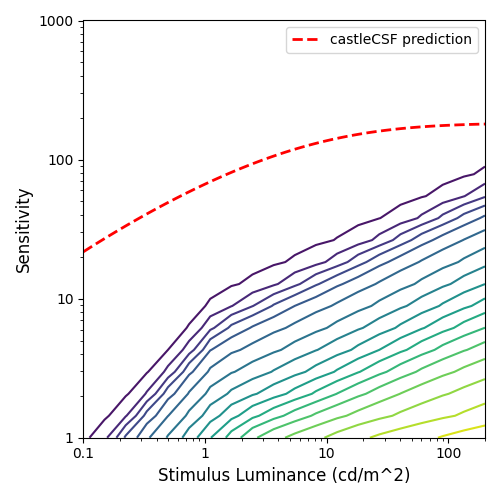 1000
castleCSF prediction
100
Sensitivity
10
1
0.1 1 10 100
Stimulus Luminance (cd/m^2)